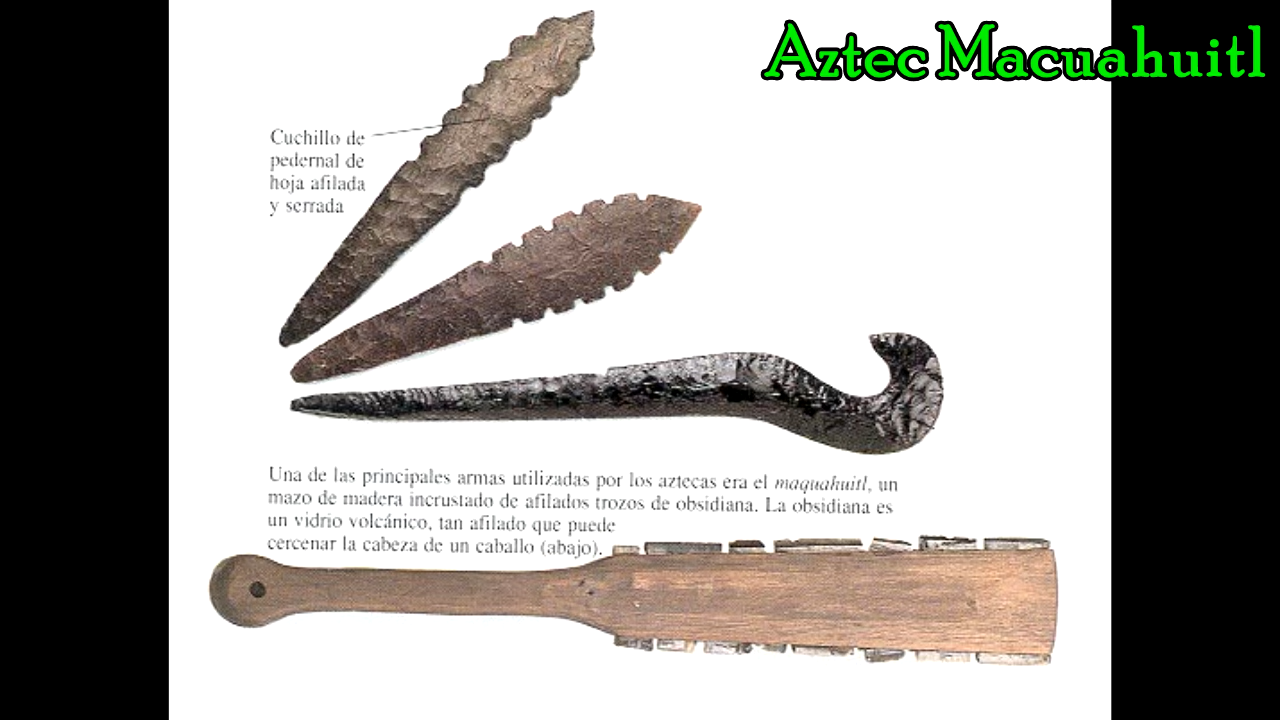 Aztec Macuahuitl
Cuchillo de
pedernal de
hoja afilada
y serrada
Una de las principales armas utilizadas por los aztecas era el maquahuitl, un
mazo de madera incrustado de afilados trozos de obsidiana. La obsidiana es
un vidrio volcánico, tan afilado que puede
cercenar la cabeza de un caballo (abajo).